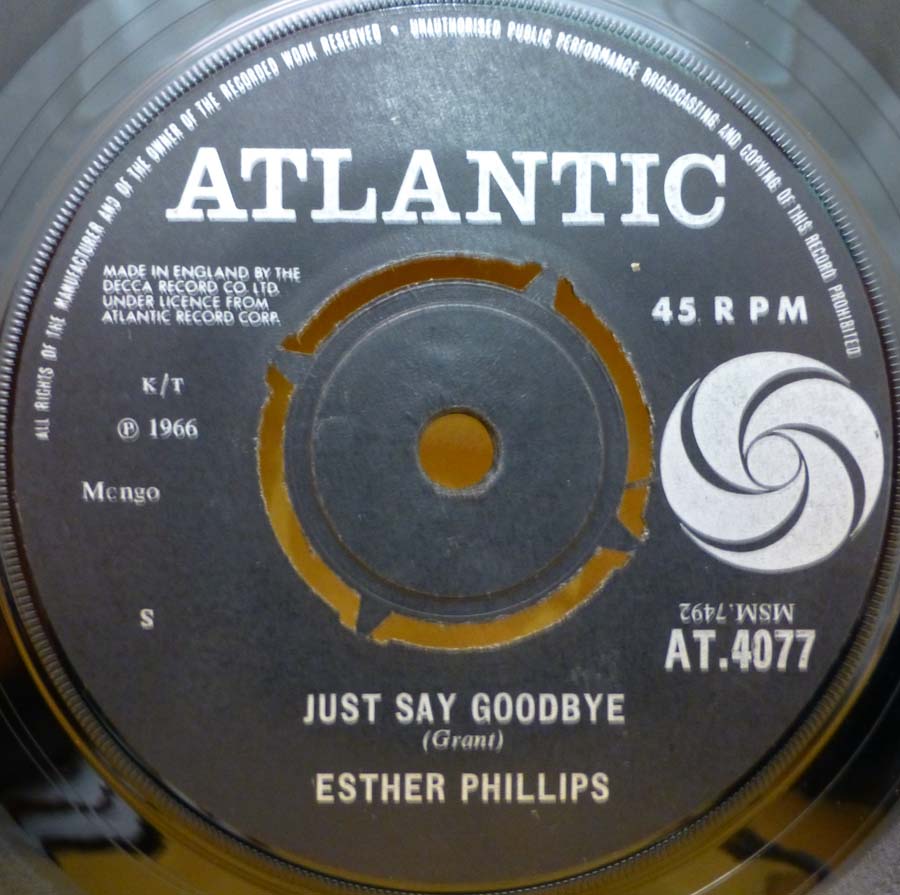 ALL RIGHTS OF THE MANUFACTURER AND OF THE OWNER OF THE RECORDED WORK RESERVED • UNAUTHORISED PUBLIC PERFORMANCE BROADCASTING AND COPYING OF THIS RECORD PROHIBITED
ATLANTIC
MADE IN ENGLAND BY THE
DECCA RECORD CO. LTD.
UNDER LICENCE FROM
ATLANTIC RECORD CORP.
45 R P M
K/T
℗ 1966
Mongo
S
MSM.7492
AT.4077
JUST SAY GOODBYE
(Grant)
ESTHER PHILLIPS